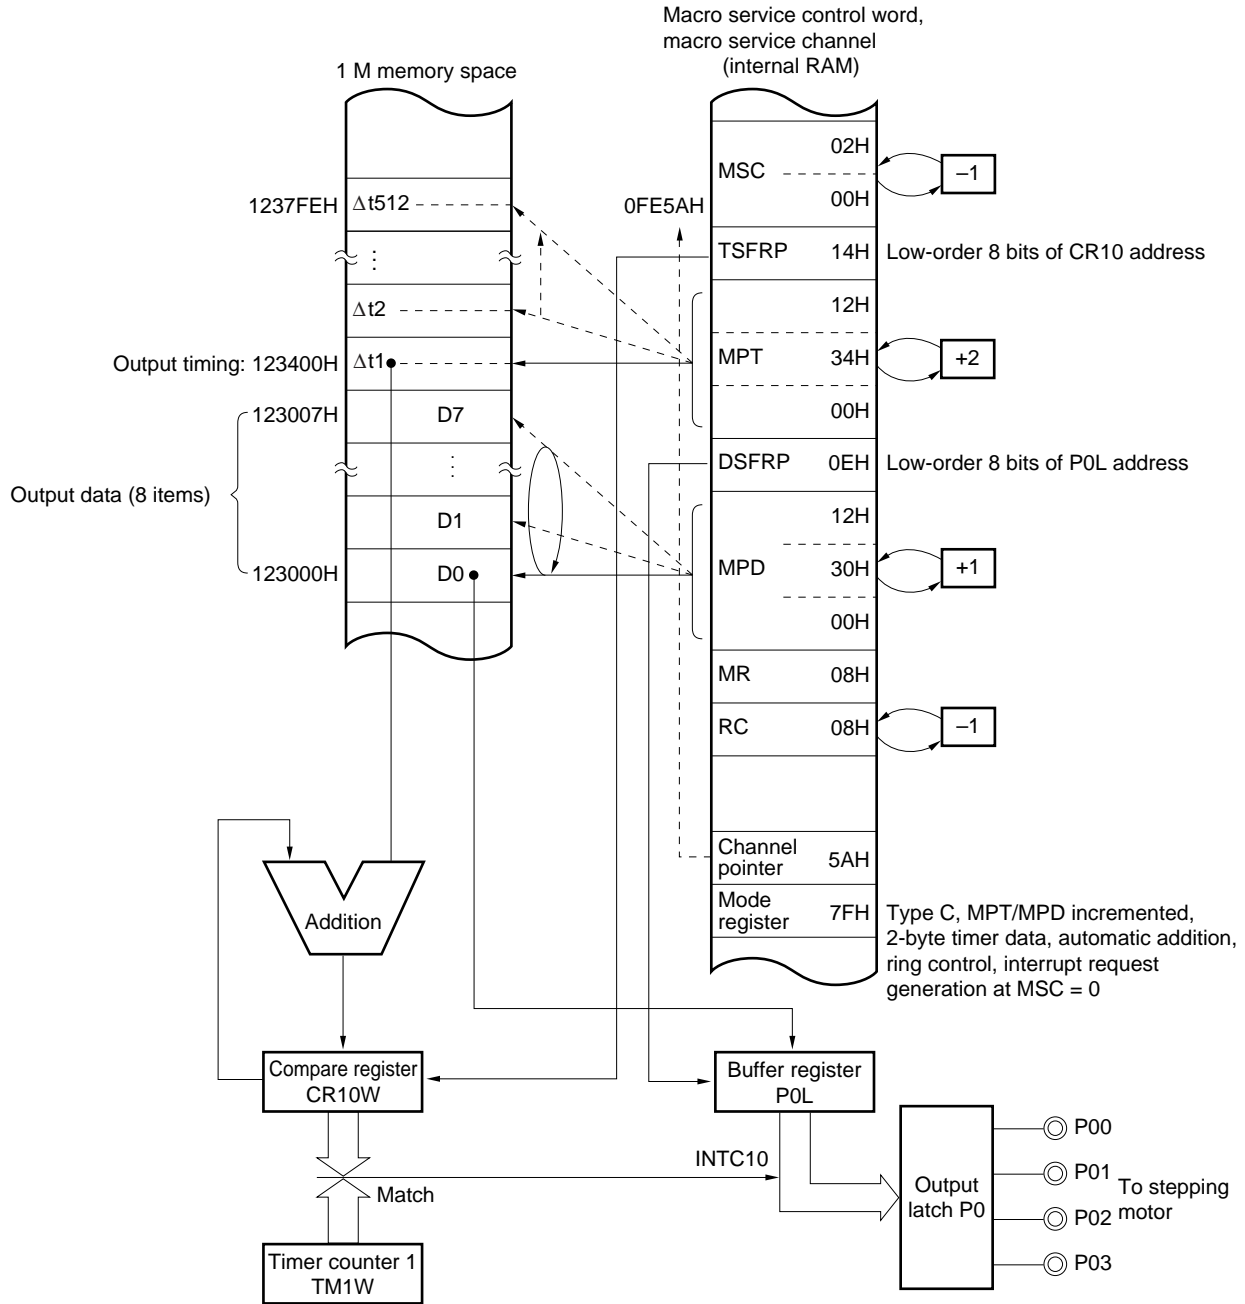 Macro service control word,
macro service channel
(internal RAM)
1 M memory space
02H
MSC
–1
00H
1237FEH
Δt512
0FE5AH
TSFRP 14H Low-order 8 bits of CR10 address
⋮
12H
Δt2
Output timing: 123400H
Δt1
MPT 34H
+2
123007H
D7
00H
⋮
DSFRP 0EH Low-order 8 bits of P0L address
Output data (8 items)
D1
12H
123000H
D0
MPD 30H
+1
00H
MR 08H
RC 08H
–1
Channel
pointer
5AH
Mode
register
7FH
Type C, MPT/MPD incremented,
2-byte timer data, automatic addition,
ring control, interrupt request
generation at MSC = 0
Addition
Compare register
CR10W
Buffer register
P0L
INTC10
Match
Timer counter 1
TM1W
Output
latch P0
P00
P01
P02
P03
To stepping
motor